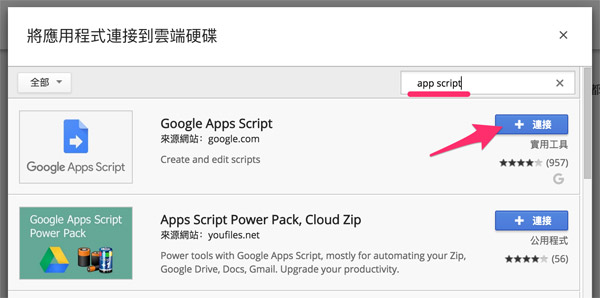 將應用程式連接到雲端硬碟
全部
app script
Google Apps Script
Google Apps Script
來源網站: google.com
Create and edit scripts
連接
實用工具
(957)
G
Google Apps Script
Power Pack
Apps Script Power Pack, Cloud Zip
來源網站: youfiles.net
Power tools with Google Apps Script, mostly for automating your Zip,
Google Drive, Docs, Gmail. Upgrade your productivity.
連接
公用程式
(56)